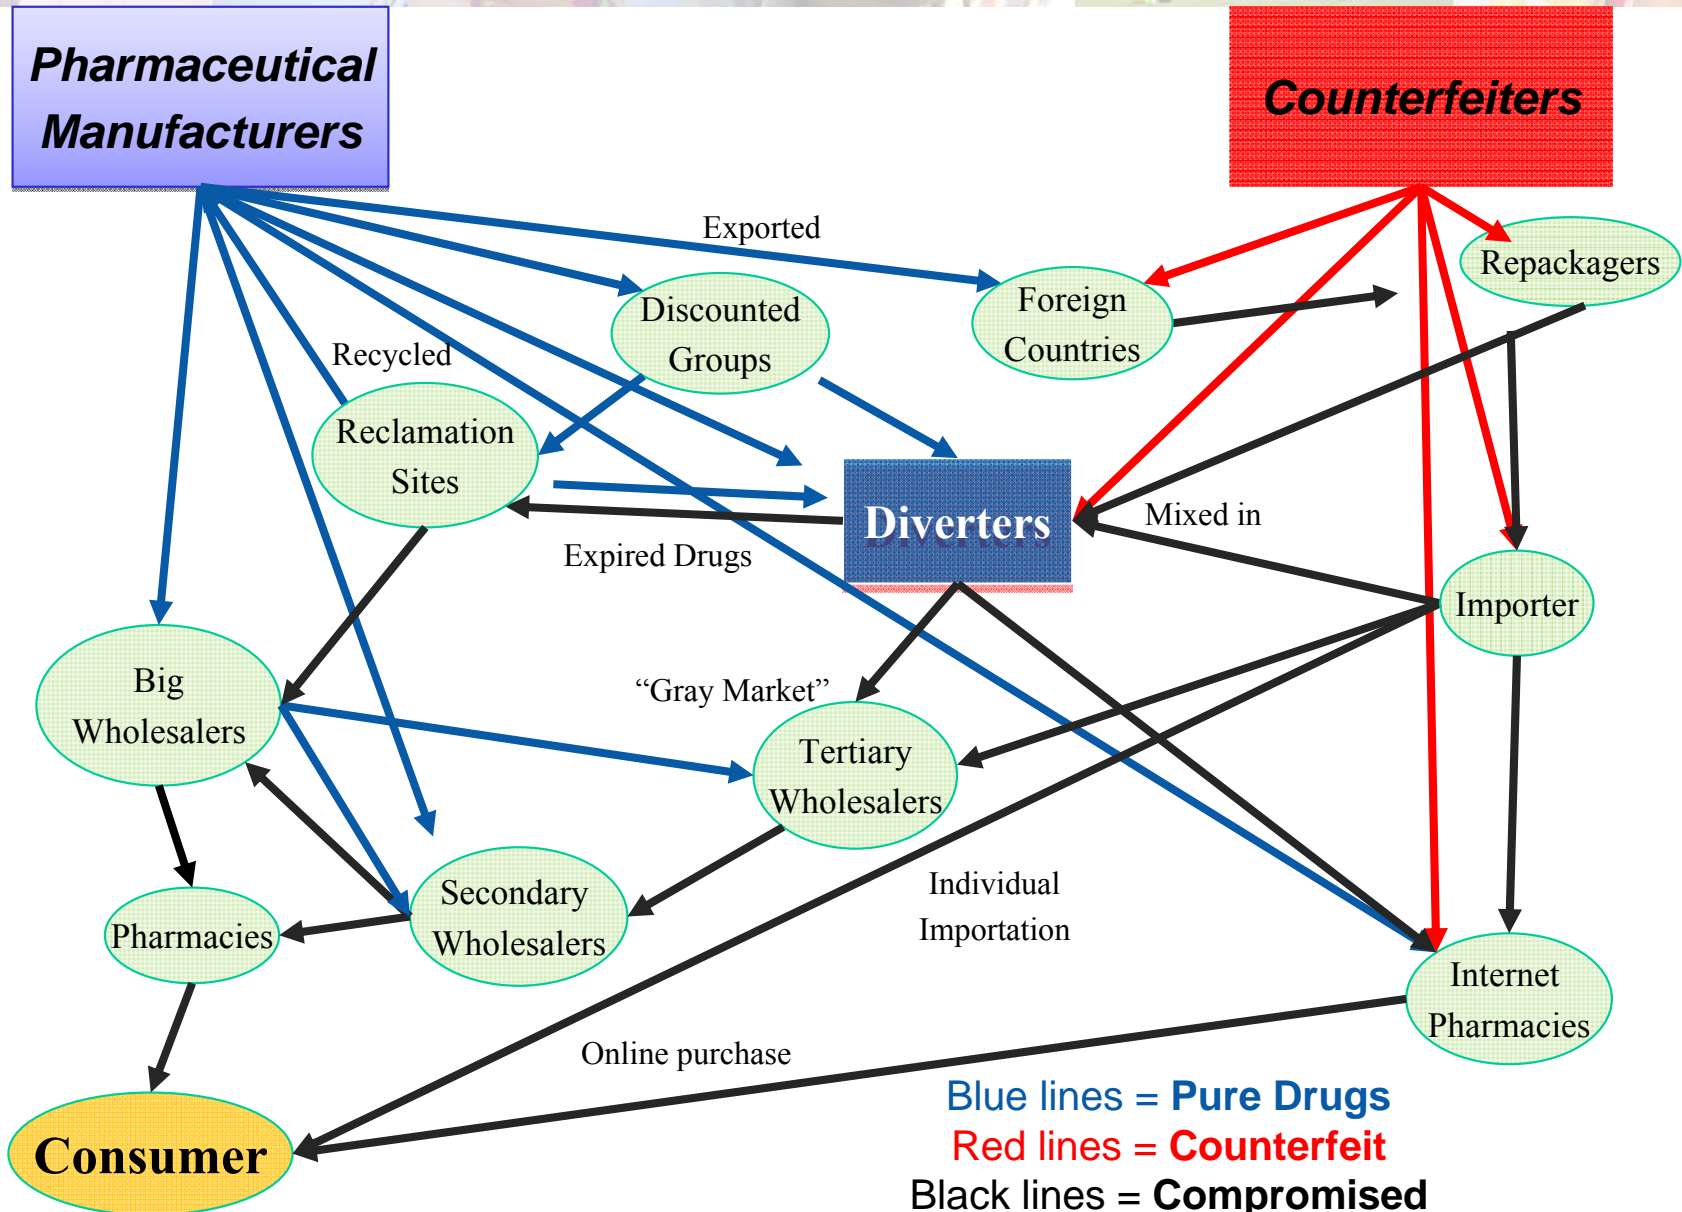 Pharmaceutical
Manufacturers
Counterfeiters
Exported
Repackagers
Discounted
Groups
Foreign
Countries
Recycled
Reclamation
Sites
Diverters
Mixed in
Expired Drugs
Importer
Big
Wholesalers
“Gray Market”
Tertiary
Wholesalers
Secondary
Wholesalers
Individual
Importation
Pharmacies
Internet
Pharmacies
Online purchase
Consumer
Blue lines = Pure Drugs
Red lines = Counterfeit
Black lines = Compromised